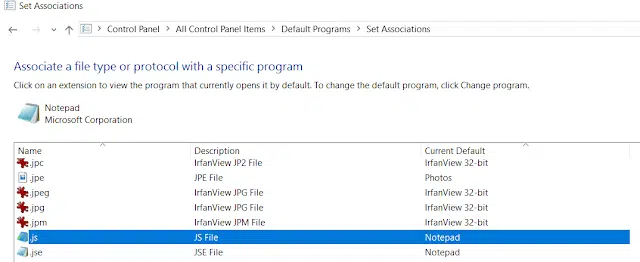 Set Associations
Control Panel > All Control Panel Items > Default Programs > Set Associations
Associate a file type or protocol with a specific program
Click on an extension to view the program that currently opens it by default. To change the default program, click Change program.
Notepad
Microsoft Corporation
Name Description Current Default
.jpc IrfanView JP2 File IrfanView 32-bit
.jpe JPE File Photos
.jpeg IrfanView JPG File IrfanView 32-bit
.jpg IrfanView JPG File IrfanView 32-bit
.jpm IrfanView JPM File IrfanView 32-bit
.js JS File Notepad
.jse JSE File Notepad